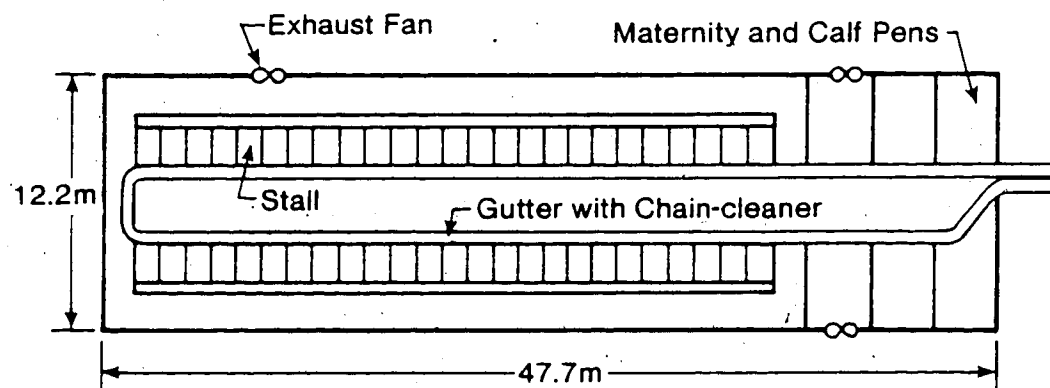 Exhaust Fan
Maternity and Calf Pens
12.2m
Stall
Gutter with Chain-cleaner
47.7m